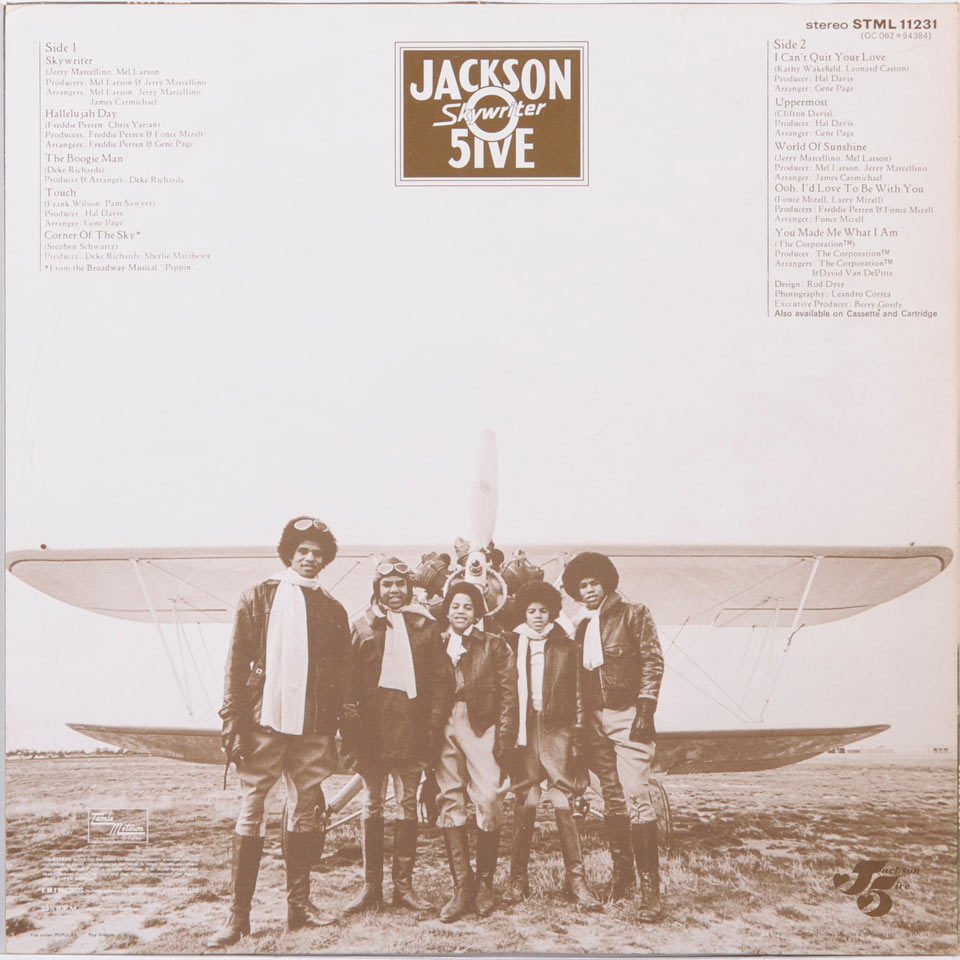 stereo STML 11231
(OC 062 o 94384)
Side 1
Skywriter
(Jerry Marcellino, Mel Larson
Producers: Mel Larson & Jerry Marcellino
Arrangers: Mel Larson, Jerry Marcellino,
James Carmichael)
Hallelujah Day
(Freddie Perren-Chris Yarian)
Producers: Freddie Perren & Fonce Mizell
Arrangers: Freddie Perren & Gene Page
The Boogie Man
(Deke Richards)
Producer & Arranger: Deke Richards
Touch
(Frank Wilson, Pam Sawyer)
Producer: Hal Davis
Arranger: Gene Page
Corner Of The Sky*
(Stephen Schwartz)
Producer: Deke Richards, Sherlie Matthews
*From the Broadway Musical "Pippin"
JACKSON
Skywriter
5IVE
Side 2
I Can't Quit Your Love
(Kathy Wakefield, Leonard Caston)
Producer: Hal Davis
Arranger: Gene Page
Uppermost
(Clifton Davis)
Producer: Hal Davis
Arranger: Gene Page
World Of Sunshine
(Jerry Marcellino, Mel Larson)
Producer: Mel Larson, Jerry Marcellino
Arranger: James Carmichael
Ooh, I'd Love To Be With You
(Fonce Mizell, Larry Mizell)
Producers: Freddie Perren & Fonce Mizell
Arranger: Fonce Mizell
You Made Me What I Am
(The Corporation™)
Producer: The Corporation™
Arrangers: The Corporation™
& David Van DePitte
Design: Rod Dyer
Photography: Leandro Correa
Executive Producer: Berry Gordy
Also available on Cassette and Cartridge
Tamla
Motown
E.M.I RECORDS
File under: POPULAR
Jackson
5ive